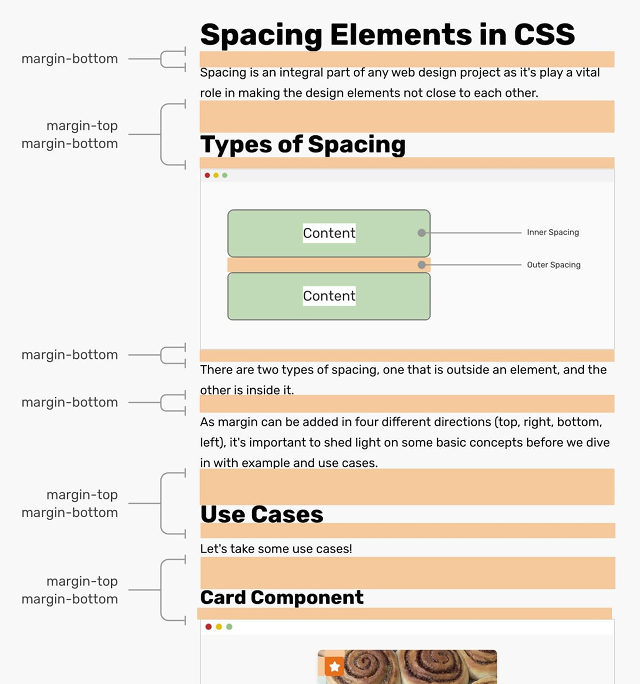 Spacing Elements in CSS
margin-bottom
Spacing is an integral part of any web design project as it's play a vital
role in making the design elements not close to each other.
margin-top
margin-bottom
Types of Spacing
Content
Inner Spacing
Outer Spacing
Content
margin-bottom
There are two types of spacing, one that is outside an element, and the
other is inside it.
margin-bottom
As margin can be added in four different directions (top, right, bottom,
left), it's important to shed light on some basic concepts before we dive
in with example and use cases.
margin-top
margin-bottom
Use Cases
Let's take some use cases!
margin-top
margin-bottom
Card Component